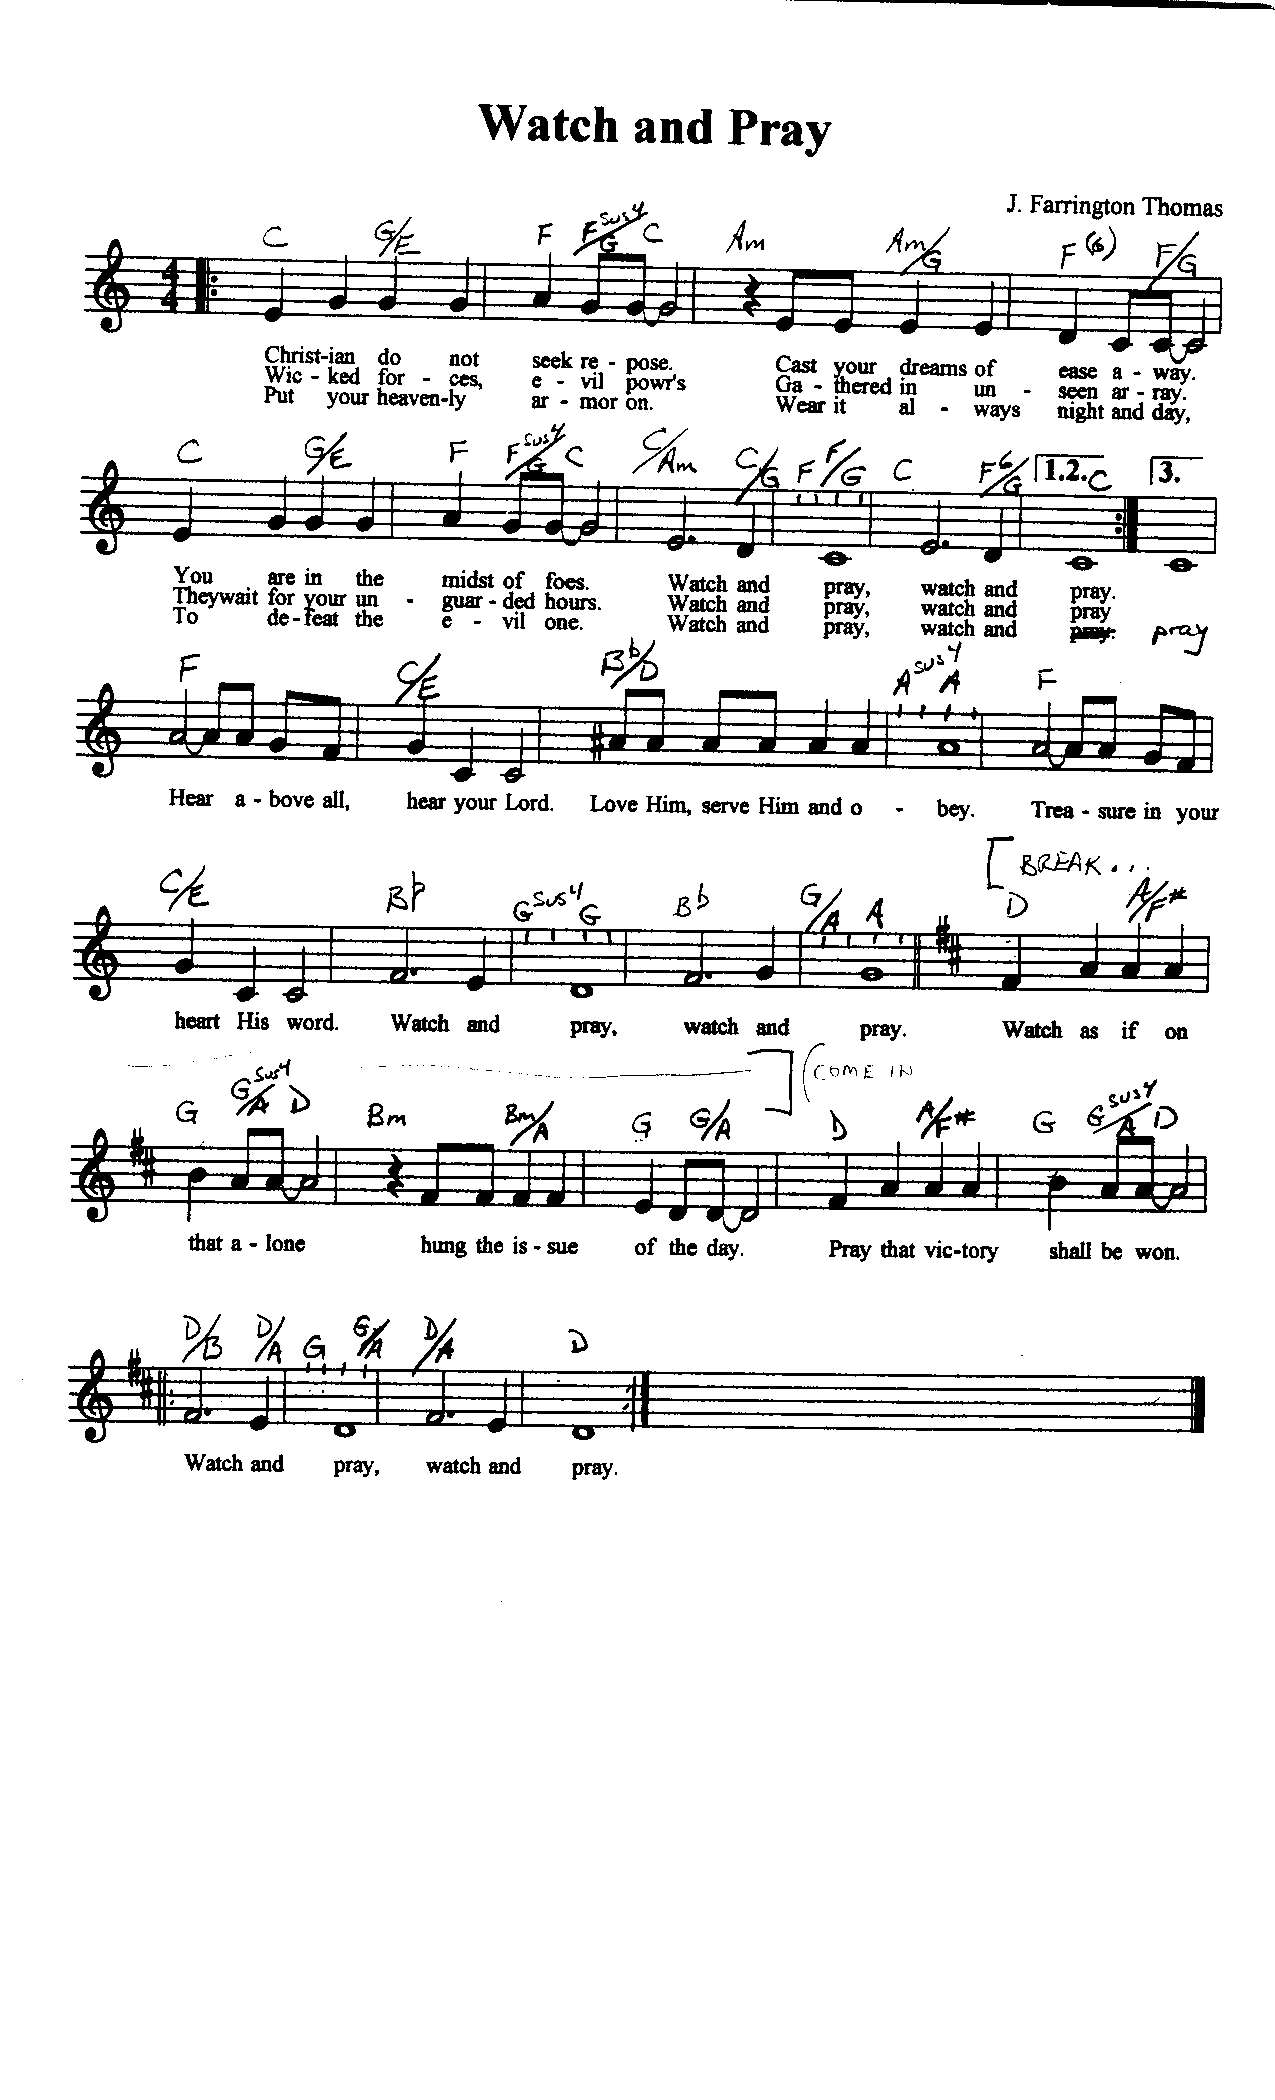 Watch and Pray
J. Farrington Thomas
C G/E F Fsus4/G C Am Am/G F(6) F/G
4/4
Christ-ian do not seek re - pose. Cast your dreams of ease a - way.
Wic - ked for - ces, e - vil powr's Ga - thered in un - seen ar - ray.
Put your heaven-ly ar - mor on. Wear it al - ways night and day,
C G/E F Fsus4/G C C/Am C/G F F/G C F6/G 1.2. C 3.
You are in the midst of foes. Watch and pray, watch and pray.
Theywait for your un - guar - ded hours. Watch and pray, watch and pray
To de-feat the e - vil one. Watch and pray, watch and pray. pray
F C/E Bb/D Asus4 A F
Hear a - bove all, hear your Lord. Love Him, serve Him and o - bey. Trea - sure in your
[BREAK...
C/E Bb Gsus4 G Bb G/A A D A/F#
heart His word. Watch and pray, watch and pray. Watch as if on
] (COME IN
G Gsus4/A D Bm Bm/A G G/A D A/F# G Gsus4/A D
that a - lone hung the is - sue of the day. Pray that vic-tory shall be won.
D/B D/A G G/A D/A D
Watch and pray, watch and pray.